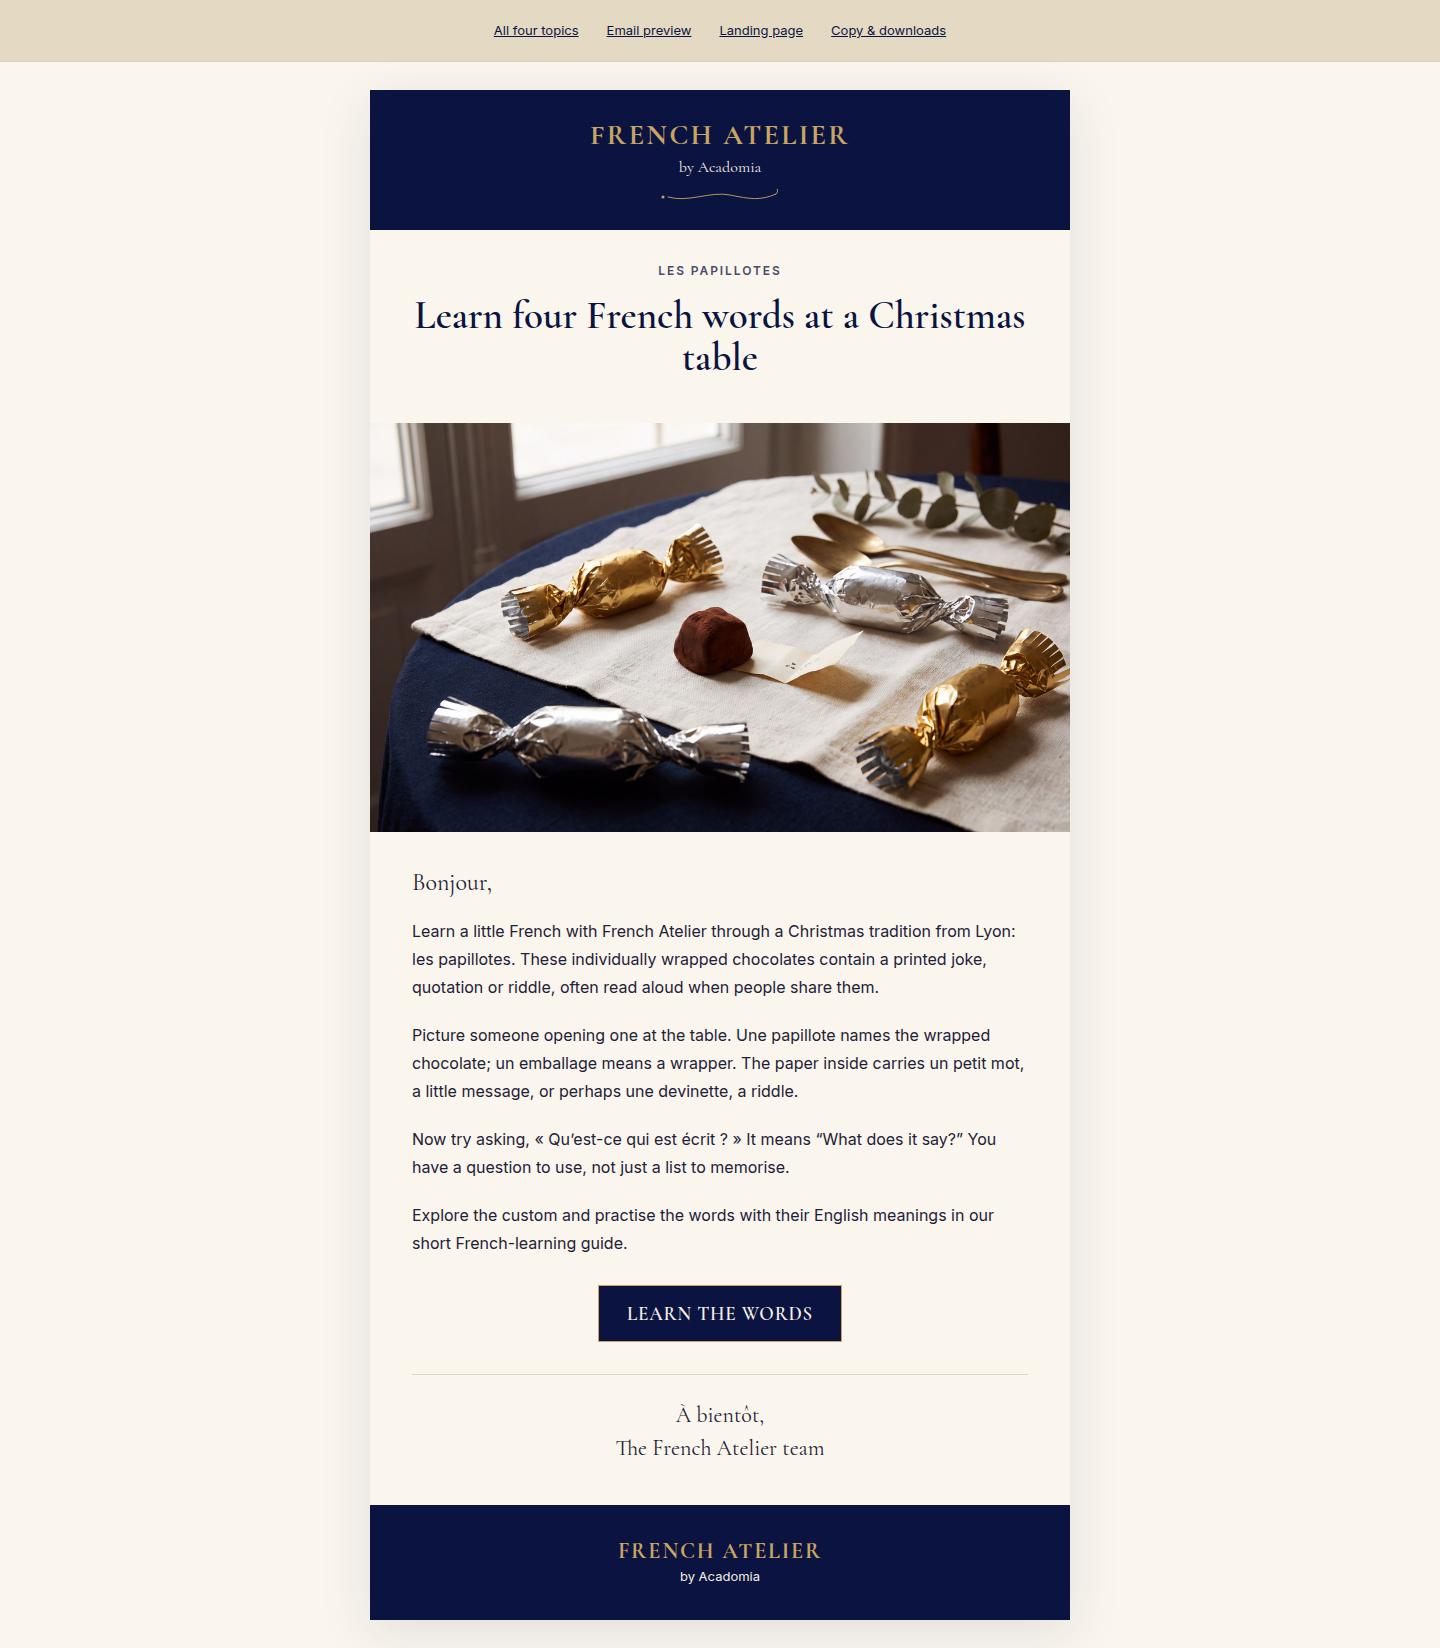 All four topics Email preview Landing page Copy & downloads
FRENCH ATELIER
by Acadomia
LES PAPILLOTES
Learn four French words at a Christmas
table
Bonjour,
Learn a little French with French Atelier through a Christmas tradition from Lyon:
les papillotes. These individually wrapped chocolates contain a printed joke,
quotation or riddle, often read aloud when people share them.
Picture someone opening one at the table. Une papillote names the wrapped
chocolate; un emballage means a wrapper. The paper inside carries un petit mot,
a little message, or perhaps une devinette, a riddle.
Now try asking, « Qu’est-ce qui est écrit ? » It means “What does it say?” You
have a question to use, not just a list to memorise.
Explore the custom and practise the words with their English meanings in our
short French-learning guide.
LEARN THE WORDS
À bientôt,
The French Atelier team
FRENCH ATELIER
by Acadomia